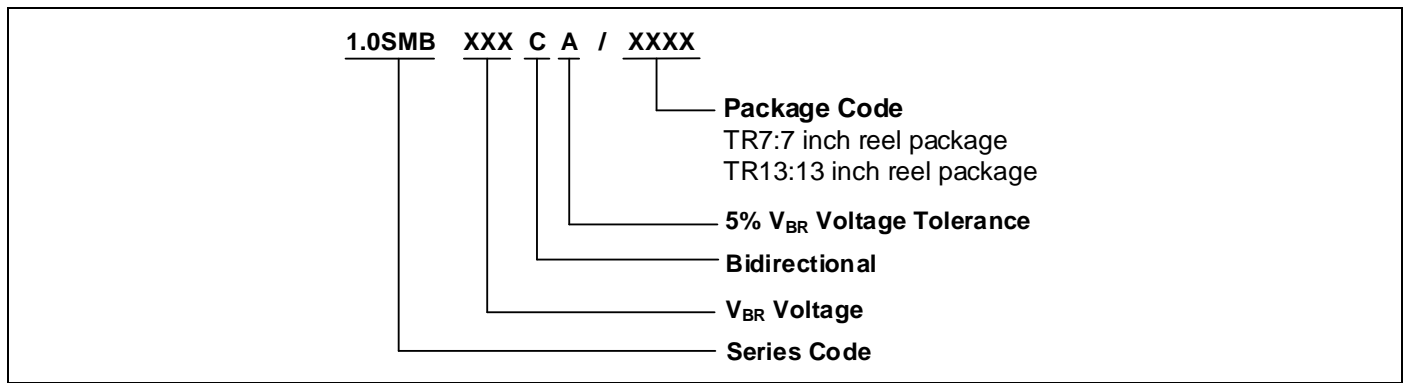 1.0SMB XXX C A / XXXX
Package Code
TR7:7 inch reel package
TR13:13 inch reel package
5% VBR Voltage Tolerance
Bidirectional
VBR Voltage
Series Code